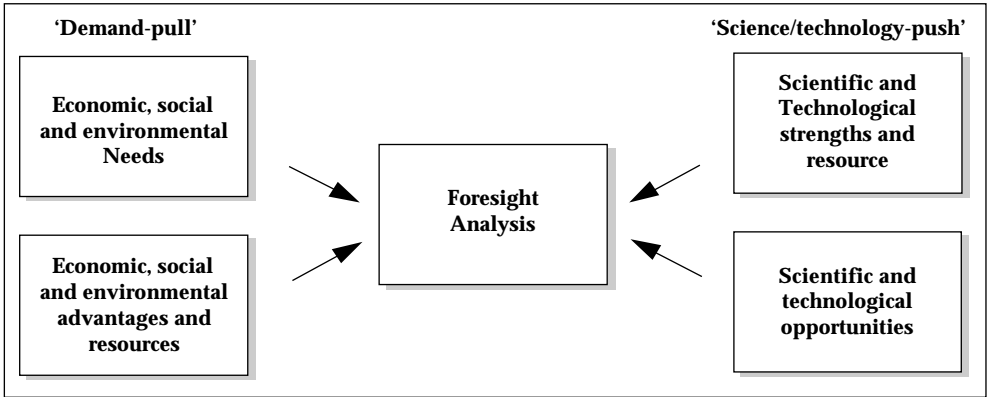 ‘Demand-pull’
Economic, social
and environmental
Needs
Economic, social
and environmental
advantages and
resources
Foresight
Analysis
‘Science/technology-push’
Scientific and
Technological
strengths and
resource
Scientific and
technological
opportunities